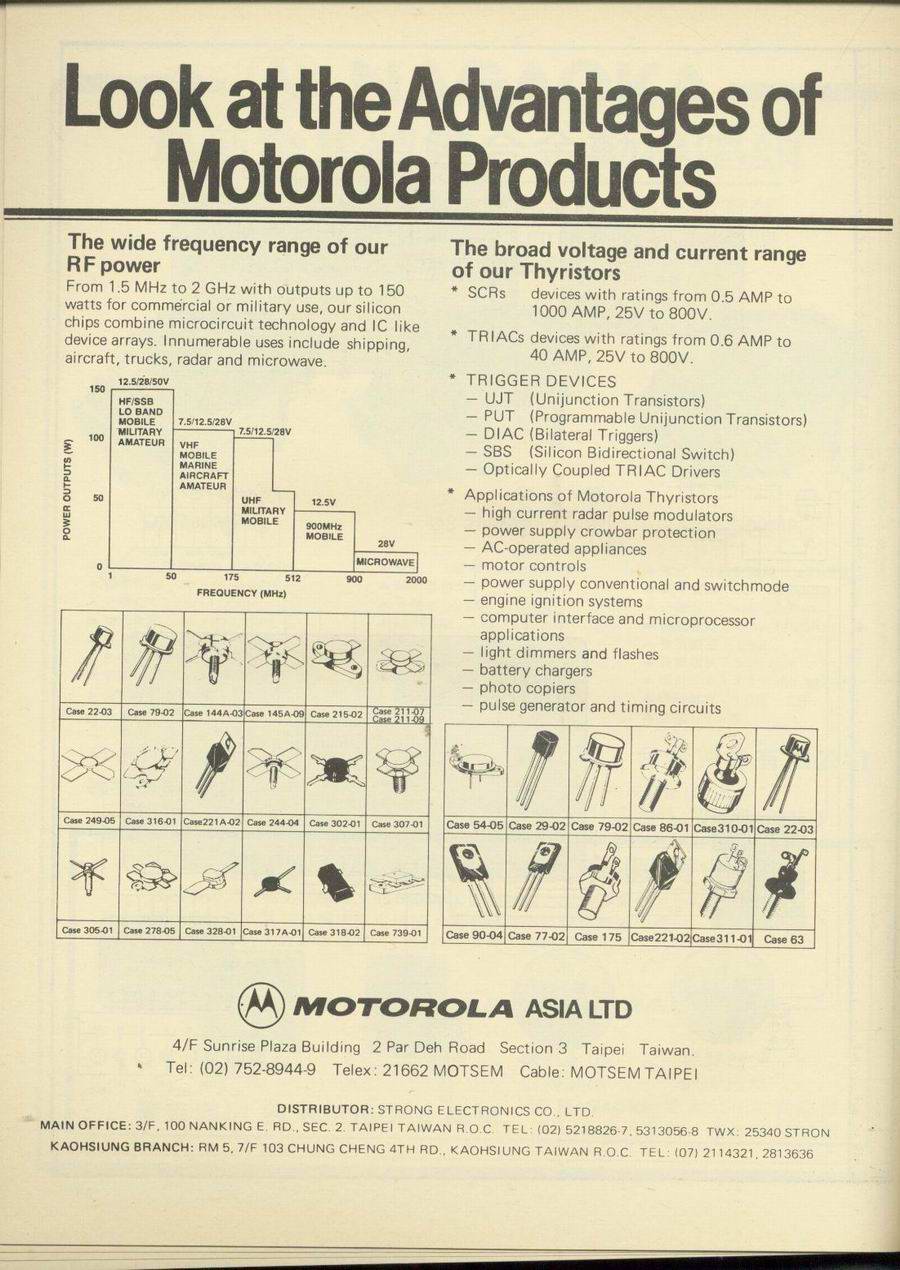 Look at the Advantages of
Motorola Products
The wide frequency range of our
RF power
From 1.5 MHz to 2 GHz with outputs up to 150
watts for commercial or military use, our silicon
chips combine microcircuit technology and IC like
device arrays. Innumerable uses include shipping,
aircraft, trucks, radar and microwave.
12.5/28/50V
150
HF/SSB
LO BAND
MOBILE
MILITARY
AMATEUR
7.5/12.5/28V
VHF
MOBILE
MARINE
AIRCRAFT
AMATEUR
7.5/12.5/28V
UHF
MILITARY
MOBILE
12.5V
900MHz
MOBILE
28V
MICROWAVE
100
50
0
POWER OUTPUTS (W)
1 50 175 512 900 2000
FREQUENCY (MHz)
Case 22-03 Case 79-02 Case 144A-03 Case 145A-09 Case 215-02 Case 211-07
Case 211-09
Case 249-05 Case 316-01 Case221A-02 Case 244-04 Case 302-01 Case 307-01
Case 305-01 Case 278-05 Case 328-01 Case 317A-01 Case 318-02 Case 739-01
The broad voltage and current range
of our Thyristors
* SCRs devices with ratings from 0.5 AMP to
1000 AMP, 25V to 800V.
* TRIACs devices with ratings from 0.6 AMP to
40 AMP, 25V to 800V.
* TRIGGER DEVICES
— UJT (Unijunction Transistors)
— PUT (Programmable Unijunction Transistors)
— DIAC (Bilateral Triggers)
— SBS (Silicon Bidirectional Switch)
— Optically Coupled TRIAC Drivers
* Applications of Motorola Thyristors
— high current radar pulse modulators
— power supply crowbar protection
— AC-operated appliances
— motor controls
— power supply conventional and switchmode
— engine ignition systems
— computer interface and microprocessor
applications
— light dimmers and flashes
— battery chargers
— photo copiers
— pulse generator and timing circuits
Case 54-05 Case 29-02 Case 79-02 Case 86-01 Case310-01 Case 22-03
Case 90-04 Case 77-02 Case 175 Case221-02 Case311-01 Case 63
MOTOROLA ASIA LTD
4/F Sunrise Plaza Building 2 Par Deh Road Section 3 Taipei Taiwan.
Tel: (02) 752-8944-9 Telex: 21662 MOTSEM Cable: MOTSEM TAIPEI
DISTRIBUTOR: STRONG ELECTRONICS CO., LTD.
MAIN OFFICE: 3/F, 100 NANKING E. RD., SEC. 2. TAIPEI TAIWAN R.O.C. TEL: (02) 5218826-7, 5313056-8 TWX: 25340 STRON
KAOHSIUNG BRANCH: RM 5, 7/F 103 CHUNG CHENG 4TH RD., KAOHSIUNG TAIWAN R.O.C. TEL: (07) 2114321, 2813636